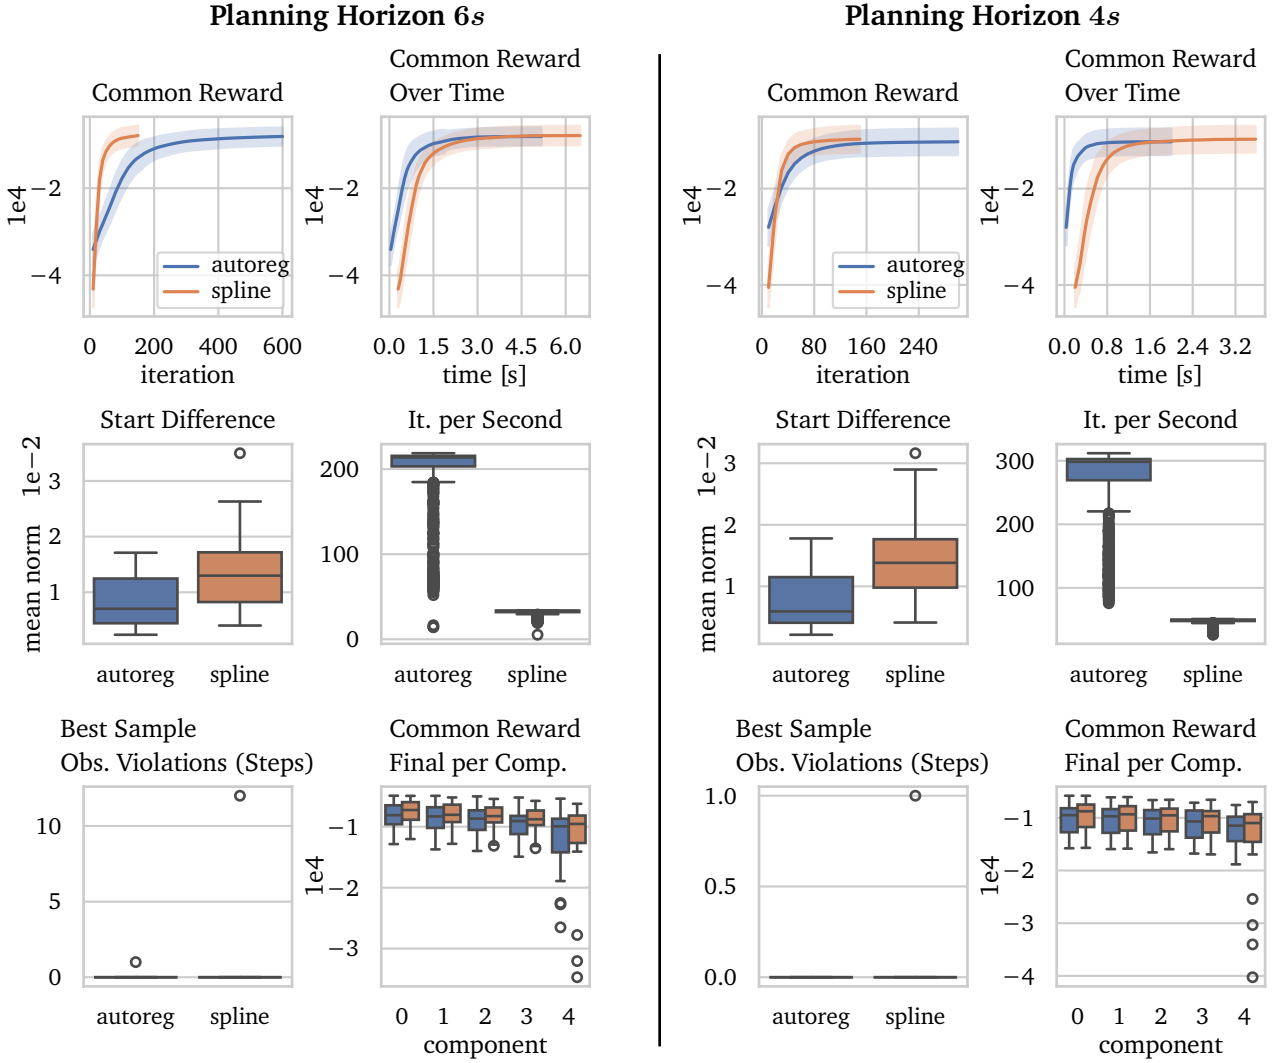 Planning Horizon 6s
Common Reward
1e4
−2
−4
autoreg
spline
0 200 400 600
iteration
Common Reward
Over Time
1e4
−2
−4
0.0 1.5 3.0 4.5 6.0
time [s]
Start Difference
mean norm 1e−2
3
2
1
autoreg spline
It. per Second
200
100
0
autoreg spline
Best Sample
Obs. Violations (Steps)
10
5
0
autoreg spline
Common Reward
Final per Comp.
1e4
−1
−2
−3
0 1 2 3 4
component
Planning Horizon 4s
Common Reward
1e4
−2
−4
autoreg
spline
0 80 160 240
iteration
Common Reward
Over Time
1e4
−2
−4
0.0 0.8 1.6 2.4 3.2
time [s]
Start Difference
mean norm 1e−2
3
2
1
autoreg spline
It. per Second
300
200
100
autoreg spline
Best Sample
Obs. Violations (Steps)
1.0
0.5
0.0
autoreg spline
Common Reward
Final per Comp.
1e4
−1
−2
−3
−4
0 1 2 3 4
component